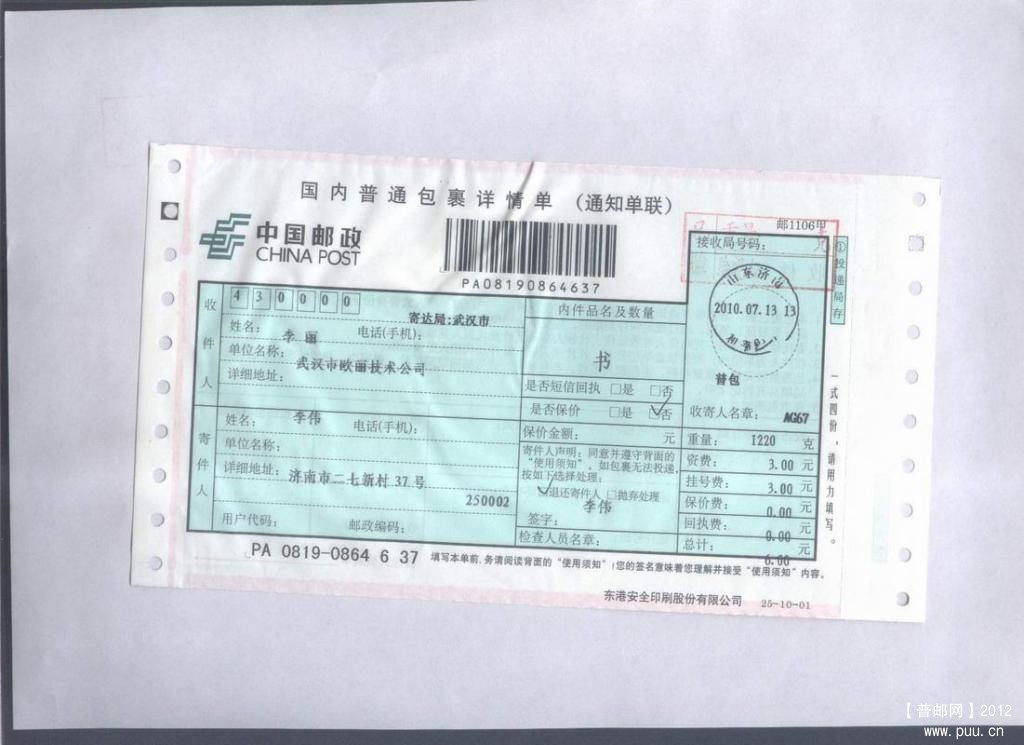 国内普通包裹详情单（通知单联）
中国邮政
CHINA POST
PA08190864637
邮1106甲
接收局号码：
①投递局存
山东济南
2010.07.13 13
普包
收寄人名章： AG67
收件人
430000
寄达局:武汉市
姓名： 李丽 电话(手机)：
单位名称： 武汉市欧丽技术公司
详细地址：
寄件人
姓名： 李伟 电话(手机)：
单位名称：
详细地址： 济南市二七新村37号
250002
用户代码： 邮政编码：
内件品名及数量
书
是否短信回执 □是 □否
是否保价 □是 ☑否
保价金额： 元
寄件人声明：同意并遵守背面的
“使用须知”，如包裹无法投递，
按如下选择处理：
☑退还寄件人 □抛弃处理
签字： 李伟
检查人员名章：
重量： 1220 克
资费： 3.00 元
挂号费： 3.00 元
保价费： 0.00 元
回执费： 0.00 元
总计： 6.00 元
一式四份，请用力填写。
PA 0819-0864 6 37
填写本单前,务请阅读背面的“使用须知”！您的签名意味着您理解并接受“使用须知”内容。
东港安全印刷股份有限公司 25-10-01
【普邮网】2012
www.puu.cn